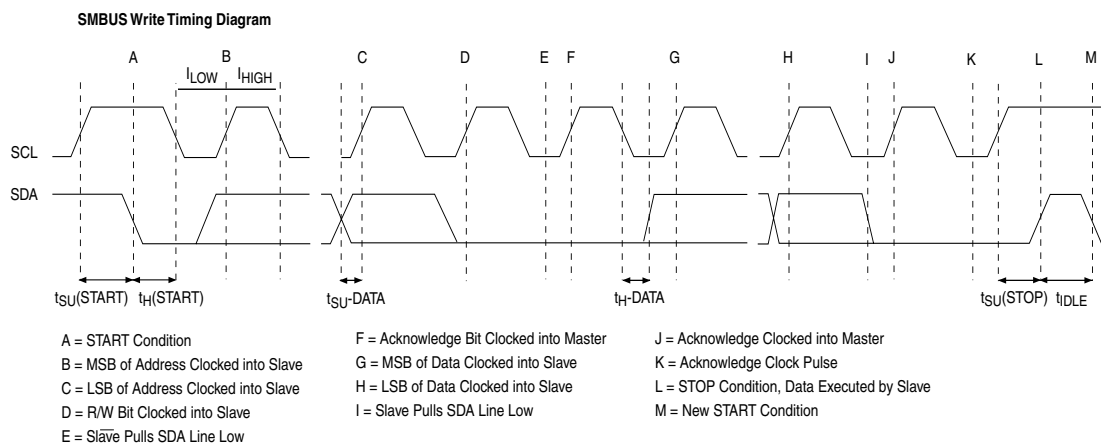 SMBUS Write Timing Diagram
A B C D E F G H I J K L M
ILOW IHIGH
SCL
SDA
tSU(START) tH(START) tSU-DATA tH-DATA tSU(STOP) tIDLE
A = START Condition
B = MSB of Address Clocked into Slave
C = LSB of Address Clocked into Slave
D = R/W Bit Clocked into Slave
E = Slave Pulls SDA Line Low
F = Acknowledge Bit Clocked into Master
G = MSB of Data Clocked into Slave
H = LSB of Data Clocked into Slave
I = Slave Pulls SDA Line Low
J = Acknowledge Clocked into Master
K = Acknowledge Clock Pulse
L = STOP Condition, Data Executed by Slave
M = New START Condition